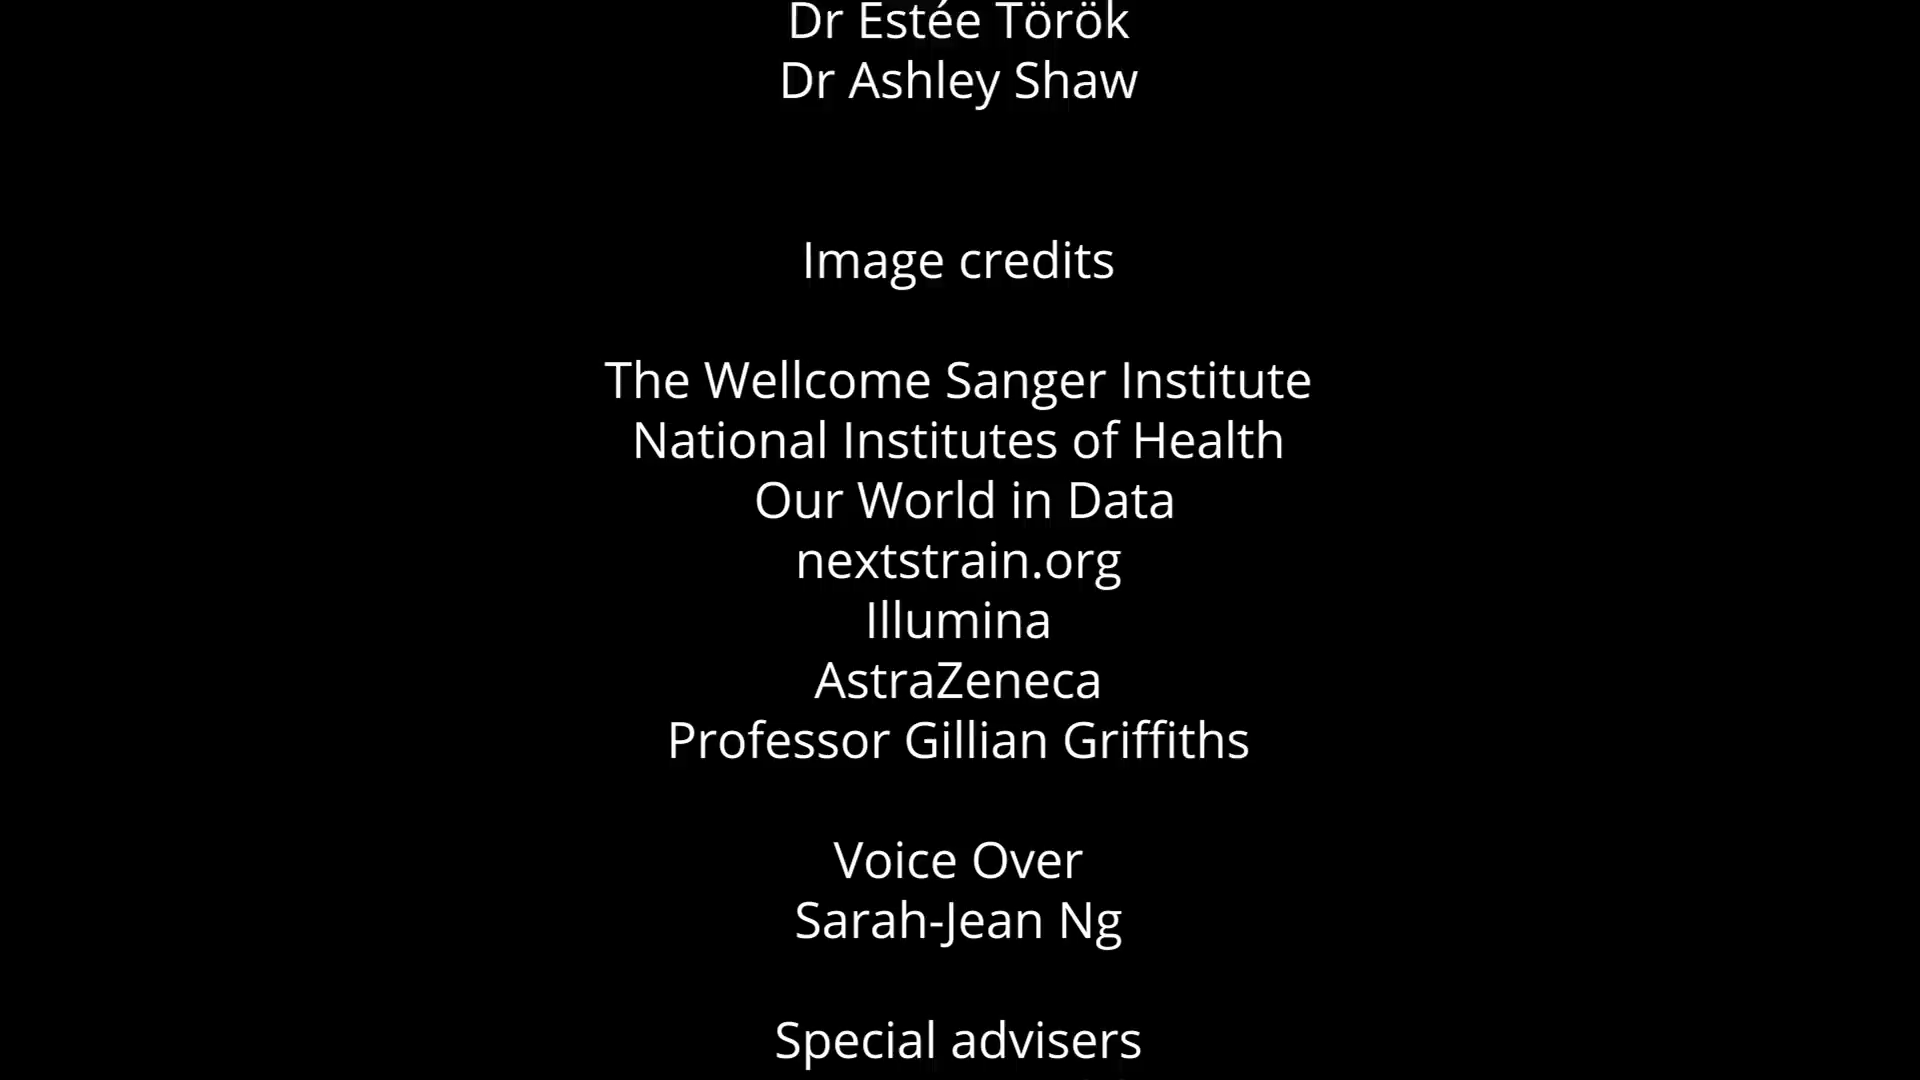 Dr Estée Török
Dr Ashley Shaw
Image credits
The Wellcome Sanger Institute
National Institutes of Health
Our World in Data
nextstrain.org
Illumina
AstraZeneca
Professor Gillian Griffiths
Voice Over
Sarah-Jean Ng
Special advisers